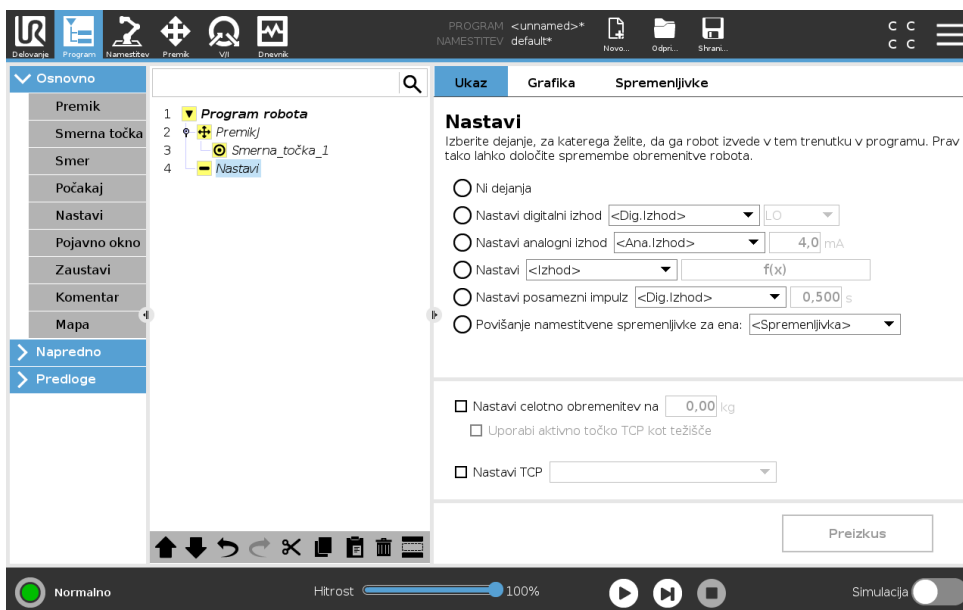 PROGRAM <unnamed>*
NAMESTITEV default*
Delovanje
Program
Namestitev
Premik
V/I
Dnevnik
Novo...
Odpri...
Shrani...
C C
C C
Osnovno
Premik
Smerna točka
Smer
Počakaj
Nastavi
Pojavno okno
Zaustavi
Komentar
Mapa
Napredno
Predloge
1 Program robota
2 PremikJ
3 Smerna_točka_1
4 Nastavi
Ukaz
Grafika
Spremenljivke
Nastavi
Izberite dejanje, za katerega želite, da ga robot izvede v tem trenutku v programu. Prav
tako lahko določite spremembe obremenitve robota.
Ni dejanja
Nastavi digitalni izhod <Dig.Izhod> LO
Nastavi analogni izhod <Ana.Izhod> 4,0 mA
Nastavi <Izhod> f(x)
Nastavi posamezni impulz <Dig.Izhod> 0,500 s
Povišanje namestitvene spremenljivke za ena: <Spremenljivka>
Nastavi celotno obremenitev na 0,00 kg
Uporabi aktivno točko TCP kot težišče
Nastavi TCP
Preizkus
Normalno
Hitrost 100%
Simulacija